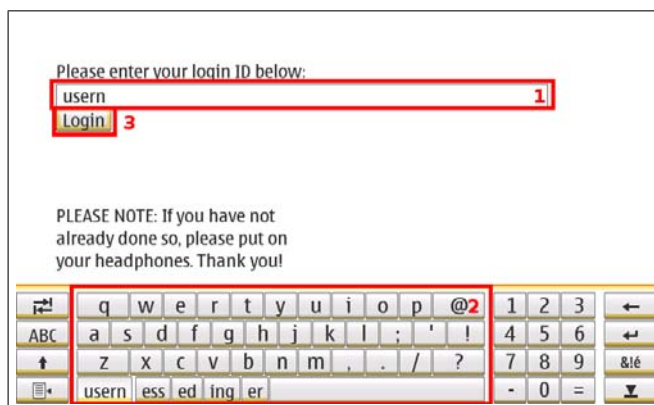 Please enter your login ID below:
usern 1
Login 3
PLEASE NOTE: If you have not
already done so, please put on
your headphones. Thank you!
q w e r t y u i o p @ 2 1 2 3
ABC a s d f g h j k l ; ' ! 4 5 6
z x c v b n m , . / ? 7 8 9 &!é
usern ess ed ing er - 0 =